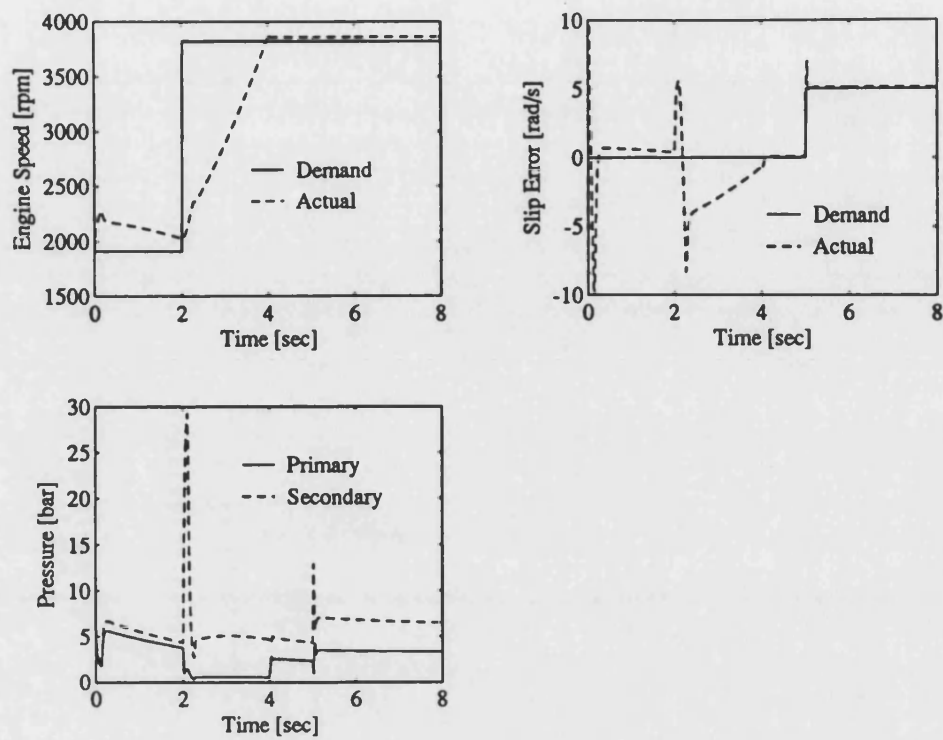 4000
3500
3000
2500
2000
1500
Engine Speed [rpm]
Demand
Actual
0 2 4 6 8
Time [sec]
10
5
0
-5
-10
Slip Error [rad/s]
Demand
Actual
0 2 4 6 8
Time [sec]
30
25
20
15
10
5
0
Pressure [bar]
Primary
Secondary
0 2 4 6 8
Time [sec]